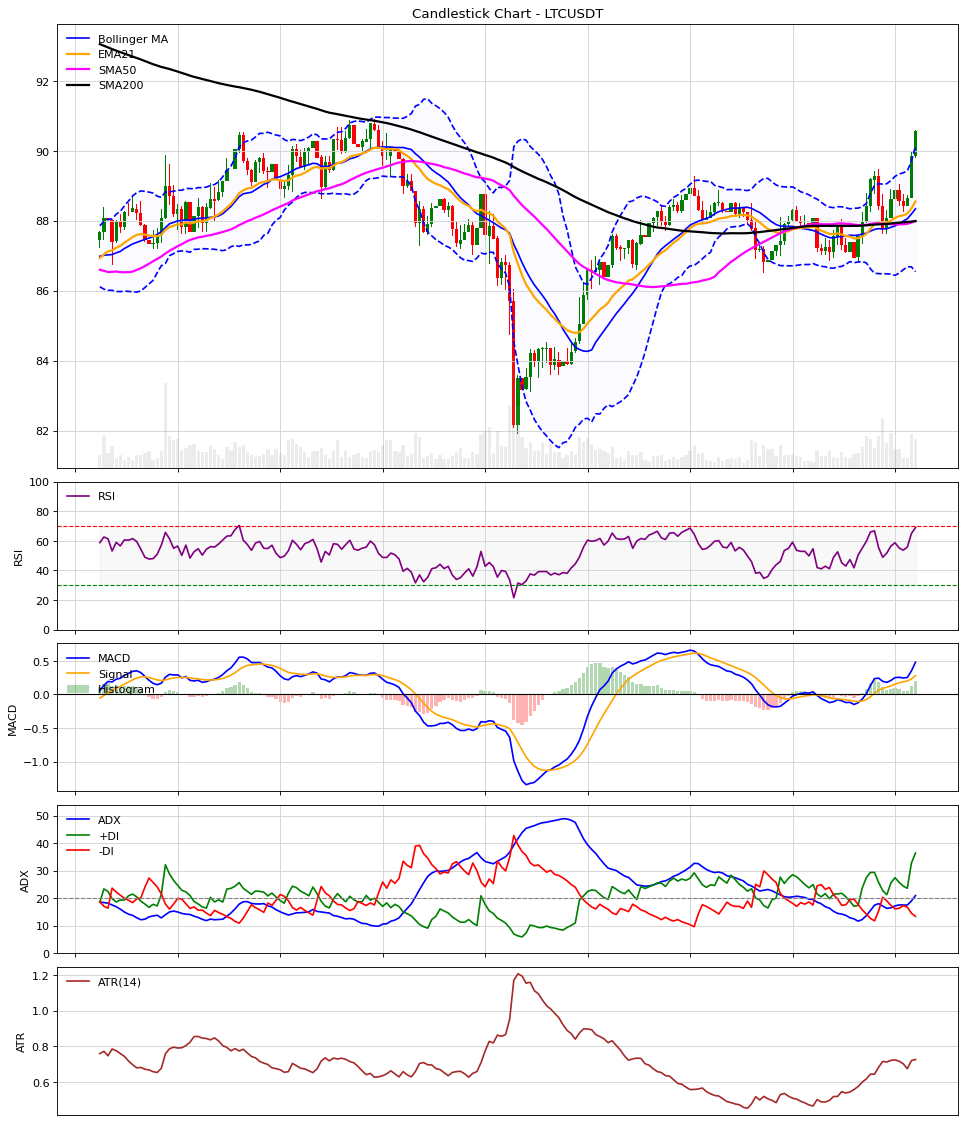 Candlestick Chart - LTCUSDT
Bollinger MA
EMA21
SMA50
SMA200
92
90
88
86
84
82
RSI
RSI
100
80
60
40
20
0
MACD
Signal
Histogram
MACD
0.5
0.0
−0.5
−1.0
ADX
+DI
-DI
ADX
50
40
30
20
10
0
ATR(14)
ATR
1.2
1.0
0.8
0.6